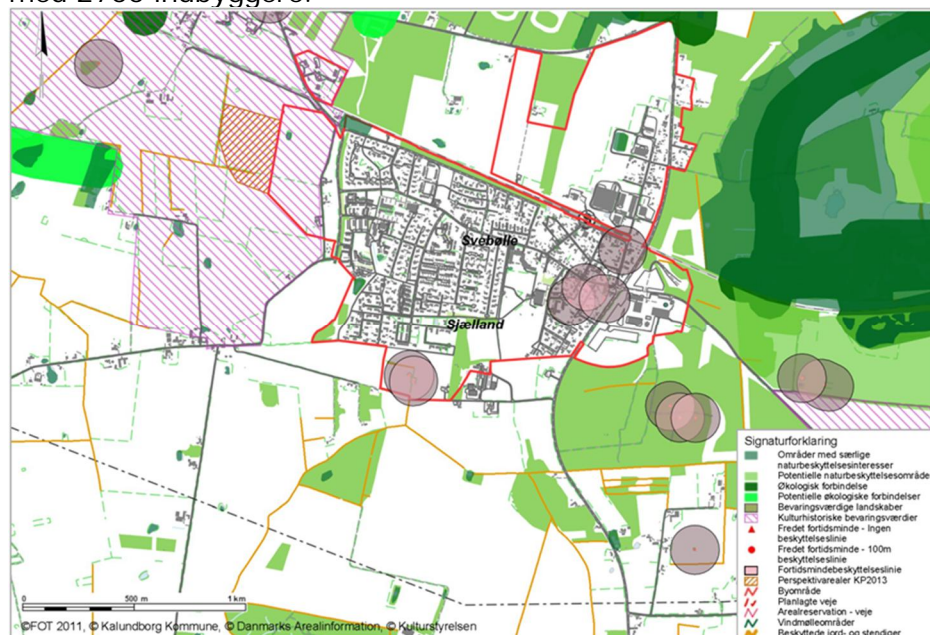 med 2755 indbyggere.
Svebølle
Sjælland
Signaturforklaring
Områder med særlige
naturbeskyttelsesinteresser
Potentielle naturbeskyttelsesområde
Økologisk forbindelse
Potentielle økologiske forbindelser
Bevaringsværdige landskaber
Kulturhistoriske bevaringsværdier
Fredet fortidsminde - Ingen
beskyttelseslinie
Fredet fortidsminde - 100m
beskyttelseslinie
Fortidsmindebeskyttelseslinie
Perspektivarealer KP2013
Byområde
Planlagte veje
Arealreservation - veje
Vindmølleområder
Beskyttede jord- og stendiger
0 500 m 1 km
©FOT 2011, © Kalundborg Kommune, © Danmarks Arealinformation, © Kulturstyrelsen